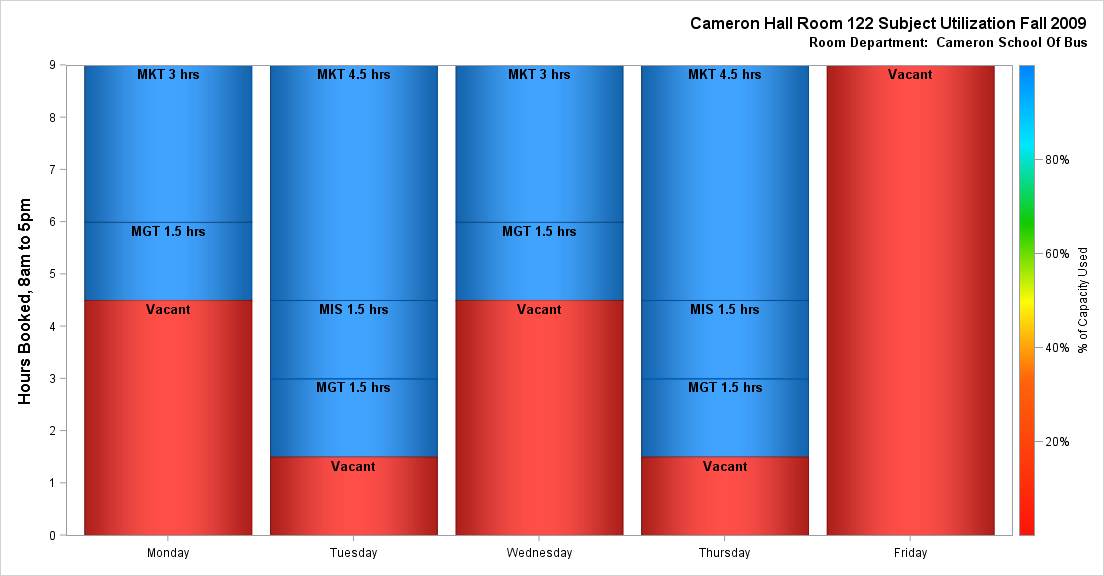 Cameron Hall Room 122 Subject Utilization Fall 2009
Room Department:  Cameron School Of Bus
Hours Booked, 8am to 5pm
9
8
7
6
5
4
3
2
1
0
MKT 3 hrs
MGT 1.5 hrs
Vacant
MKT 4.5 hrs
MIS 1.5 hrs
MGT 1.5 hrs
Vacant
MKT 3 hrs
MGT 1.5 hrs
Vacant
MKT 4.5 hrs
MIS 1.5 hrs
MGT 1.5 hrs
Vacant
Vacant
Monday
Tuesday
Wednesday
Thursday
Friday
80%
60%
40%
20%
% of Capacity Used